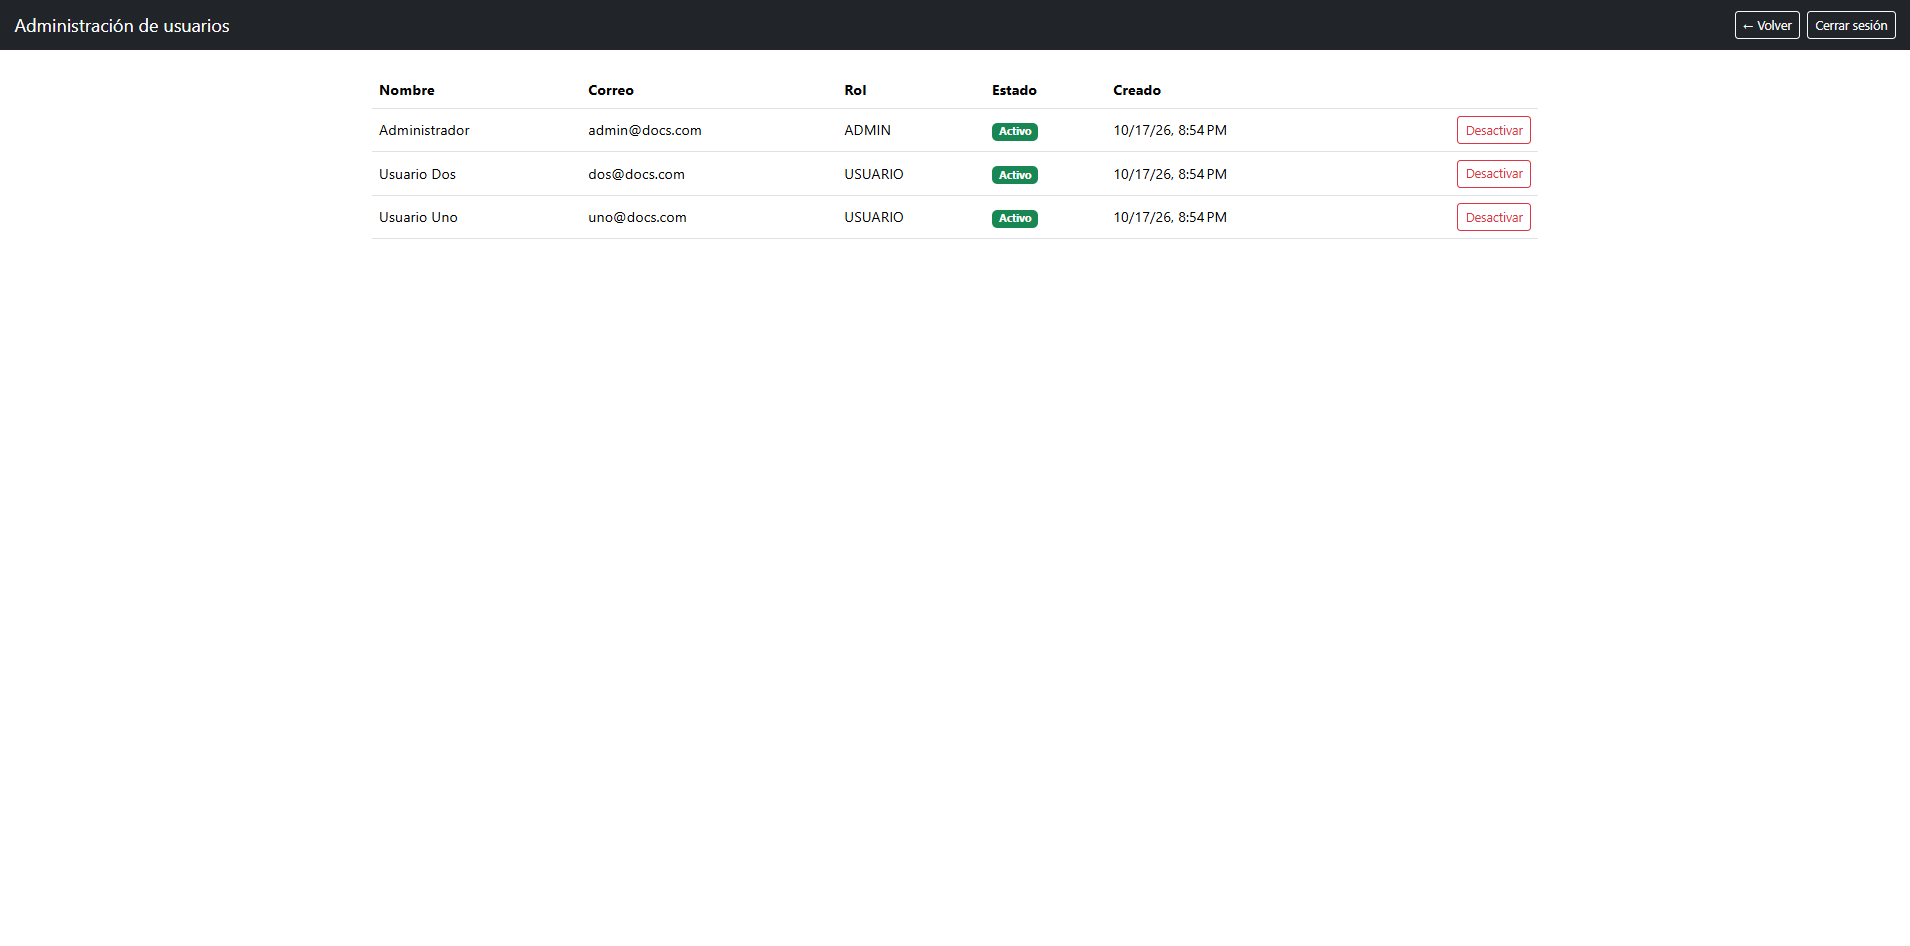 Administración de usuarios ← Volver Cerrar sesión
Nombre Correo Rol Estado Creado
Administrador admin@docs.com ADMIN Activo 10/17/26, 8:54 PM Desactivar
Usuario Dos dos@docs.com USUARIO Activo 10/17/26, 8:54 PM Desactivar
Usuario Uno uno@docs.com USUARIO Activo 10/17/26, 8:54 PM Desactivar